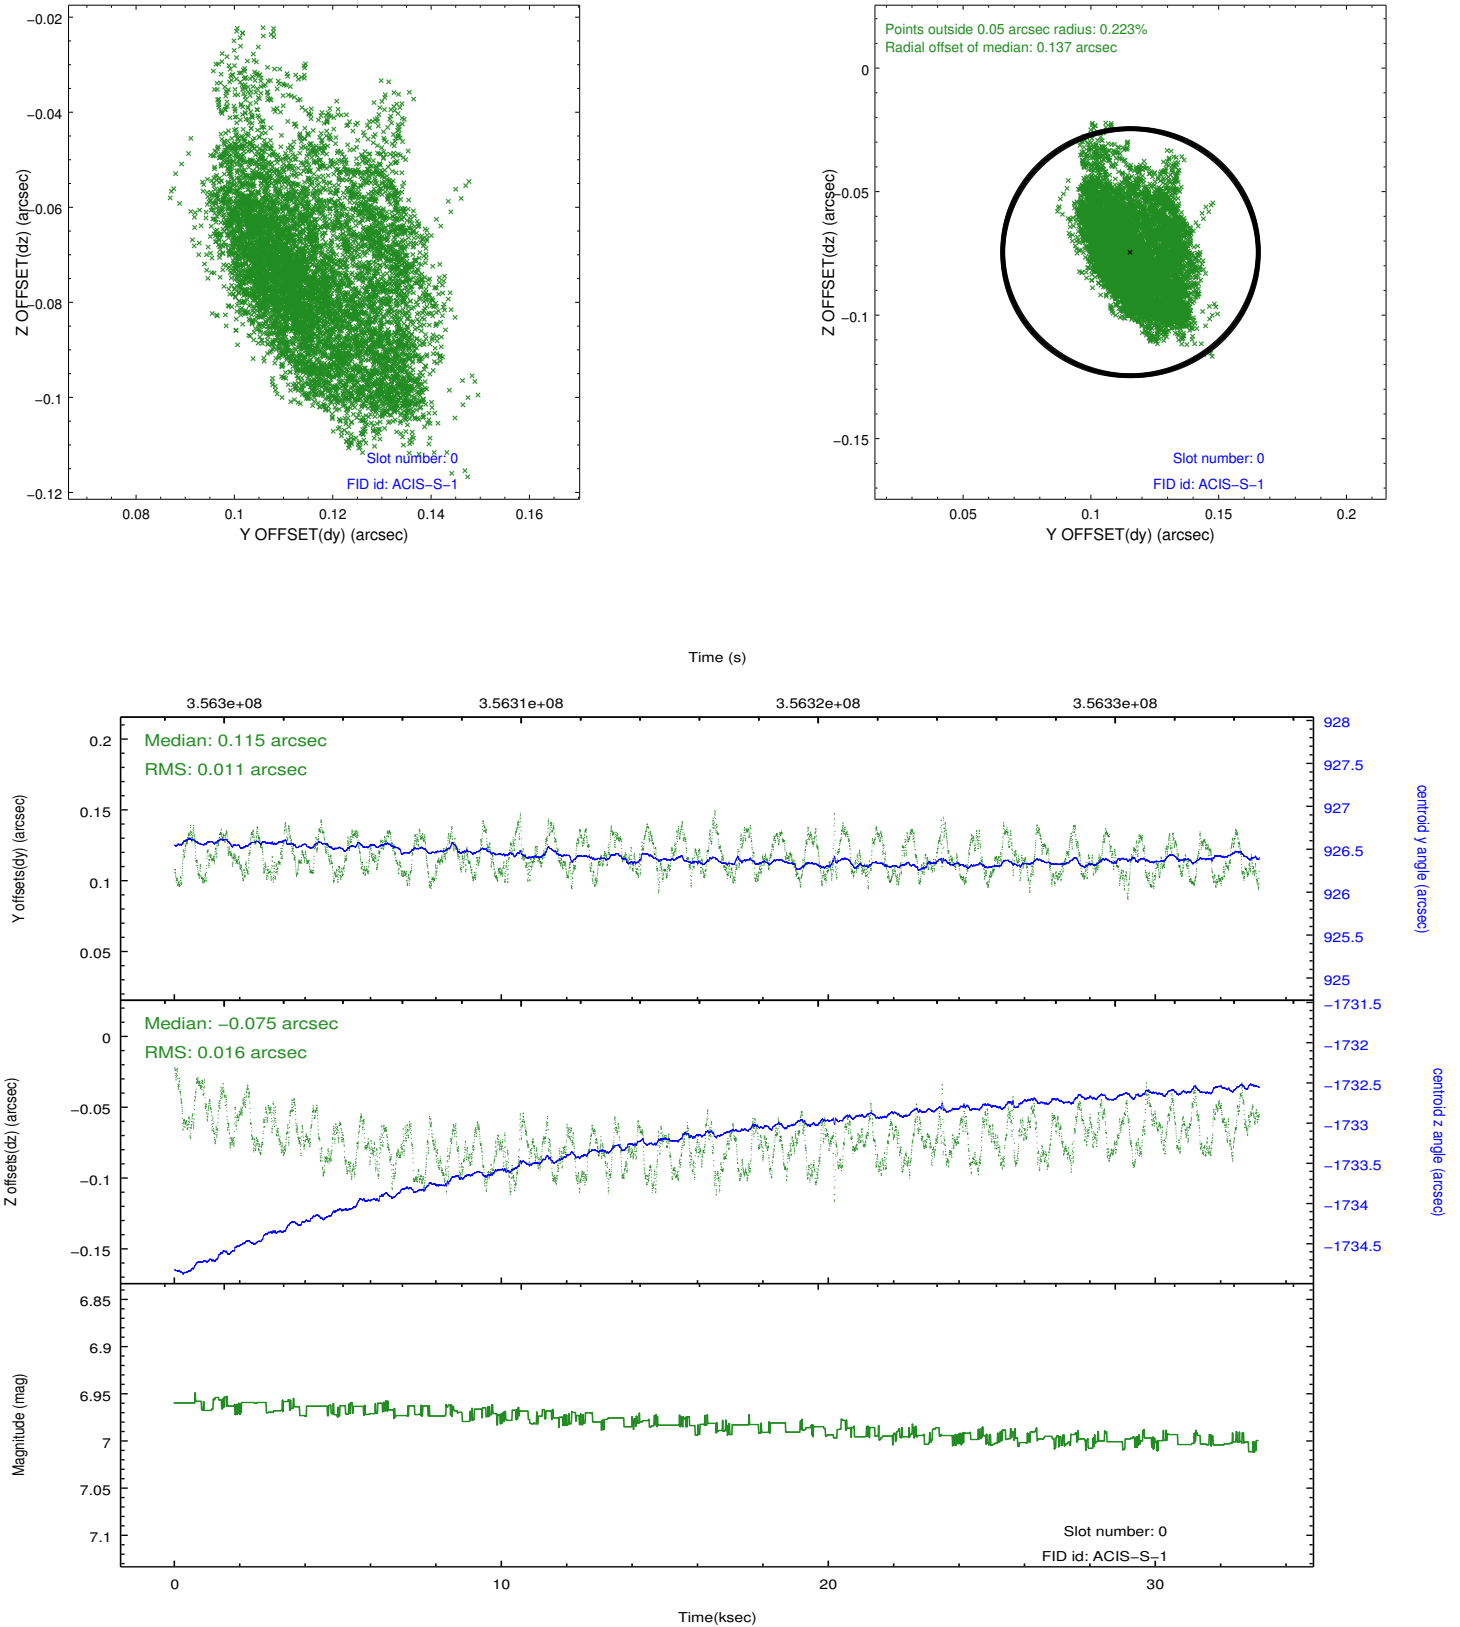 −0.02
−0.04
−0.06
−0.08
−0.1
−0.12
Z OFFSET(dz) (arcsec)
0.08
0.1
0.12
0.14
0.16
Y OFFSET(dy) (arcsec)
Slot number: 0
FID id: ACIS−S−1
Points outside 0.05 arcsec radius: 0.223%
Radial offset of median: 0.137 arcsec
0
−0.05
−0.1
−0.15
Z OFFSET(dz) (arcsec)
0.05
0.1
0.15
0.2
Y OFFSET(dy) (arcsec)
Slot number: 0
FID id: ACIS−S−1
Time (s)
3.563e+08
3.5631e+08
3.5632e+08
3.5633e+08
Median: 0.115 arcsec
RMS: 0.011 arcsec
0.2
0.15
0.1
0.05
Y offsets(dy) (arcsec)
928
927.5
927
926.5
926
925.5
925
centroid y angle (arcsec)
Median: −0.075 arcsec
RMS: 0.016 arcsec
0
−0.05
−0.1
−0.15
Z offsets(dz) (arcsec)
−1731.5
−1732
−1732.5
−1733
−1733.5
−1734
−1734.5
centroid z angle (arcsec)
6.85
6.9
6.95
7
7.05
7.1
Magnitude (mag)
Slot number: 0
FID id: ACIS−S−1
0
10
20
30
Time(ksec)